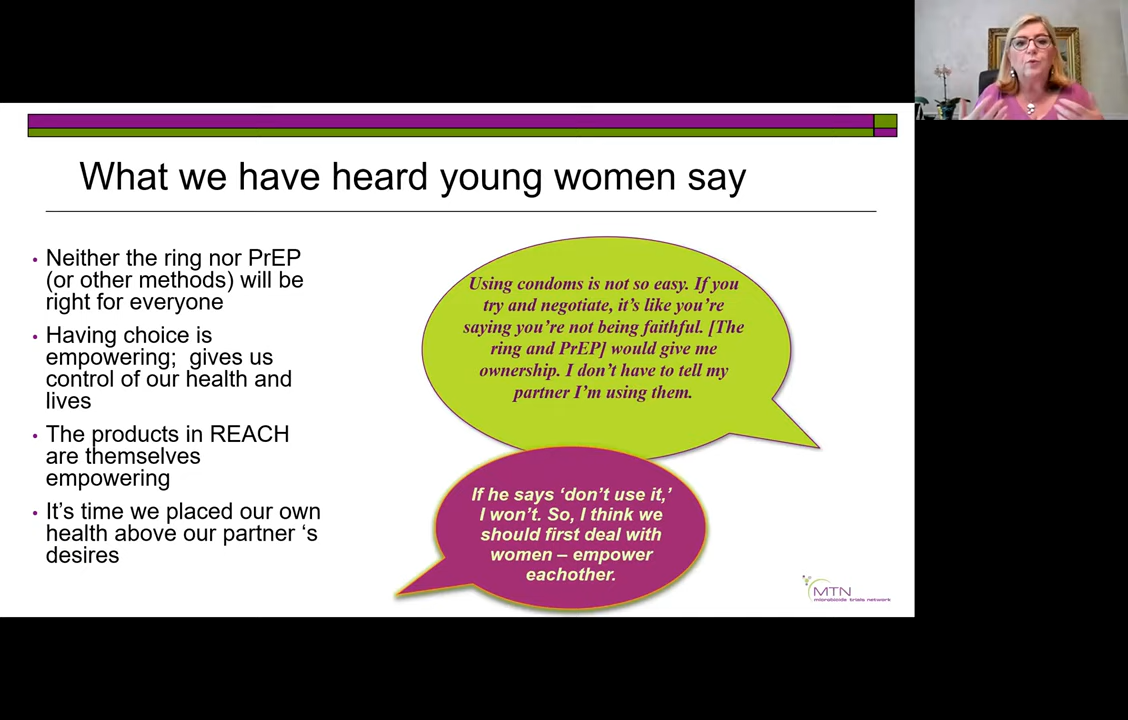 What we have heard young women say
• Neither the ring nor PrEP
(or other methods) will be
right for everyone
• Having choice is
empowering;  gives us
control of our health and
lives
• The products in REACH
are themselves
empowering
• It’s time we placed our own
health above our partner ‘s
desires
Using condoms is not so easy. If you
try and negotiate, it’s like you’re
saying you’re not being faithful. [The
ring and PrEP] would give me
ownership. I don’t have to tell my
partner I’m using them.
If he says ‘don’t use it,’
I won’t. So, I think we
should first deal with
women – empower
eachother.
MTN
microbicide trials network